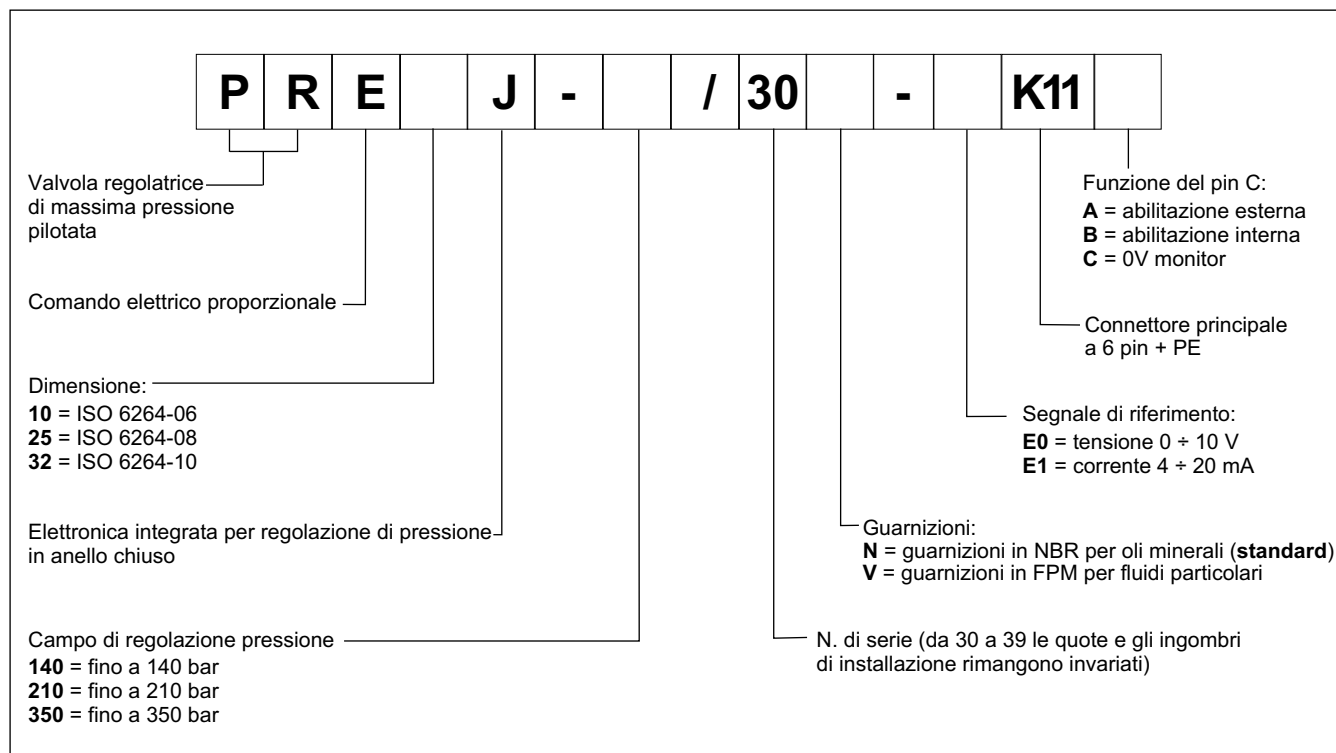 P R E J - / 30 - K11
Valvola regolatrice
di massima pressione
pilotata
Comando elettrico proporzionale
Dimensione:
10 = ISO 6264-06
25 = ISO 6264-08
32 = ISO 6264-10
Elettronica integrata per regolazione di pressione
in anello chiuso
Campo di regolazione pressione
140 = fino a 140 bar
210 = fino a 210 bar
350 = fino a 350 bar
Funzione del pin C:
A = abilitazione esterna
B = abilitazione interna
C = 0V monitor
Connettore principale
a 6 pin + PE
Segnale di riferimento:
E0 = tensione 0 ÷ 10 V
E1 = corrente 4 ÷ 20 mA
Guarnizioni:
N = guarnizioni in NBR per oli minerali (standard)
V = guarnizioni in FPM per fluidi particolari
N. di serie (da 30 a 39 le quote e gli ingombri
di installazione rimangono invariati)